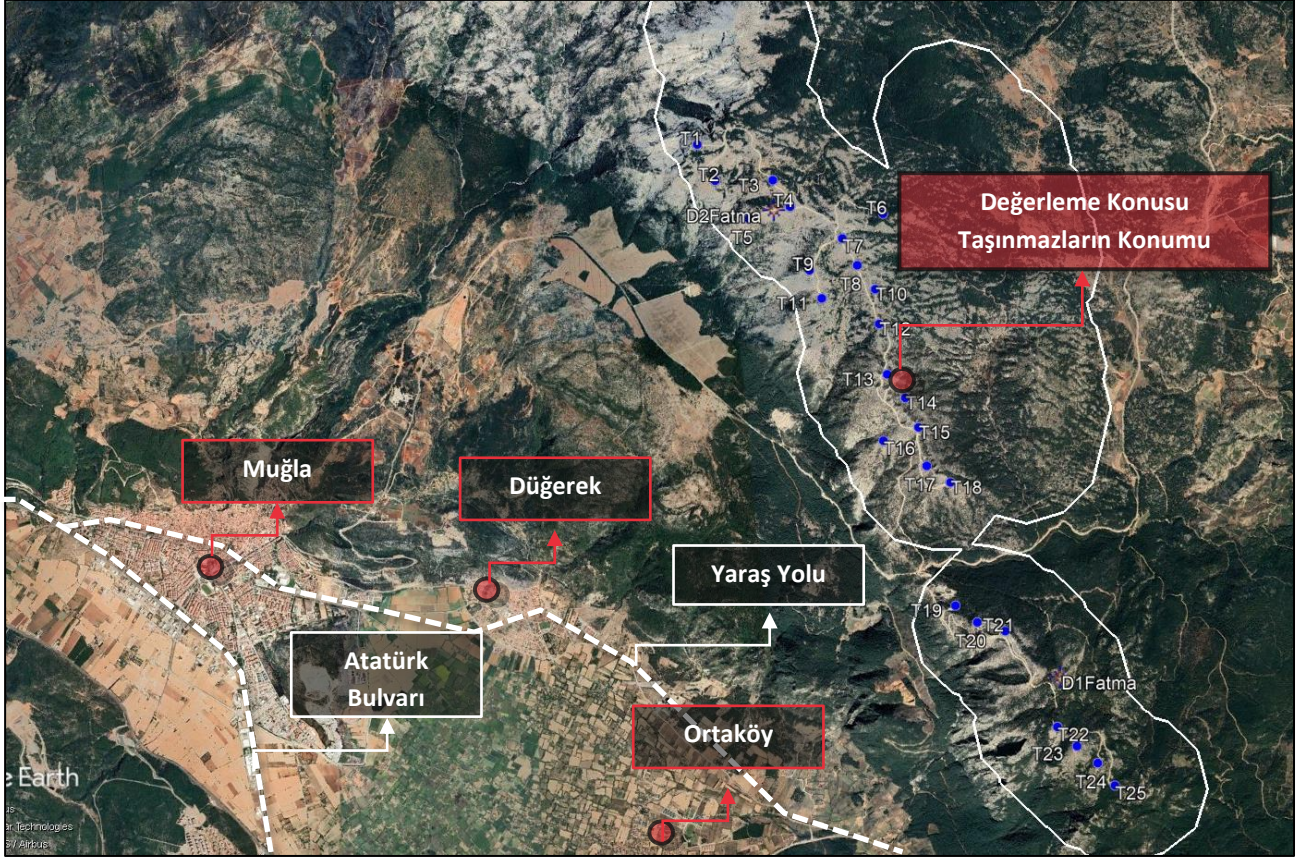 T1
T2
T3
T4
D2Fatma
T5
T6
Değerleme Konusu
Taşınmazların Konumu
T7
T9
T8
T10
T11
T12
T13
T14
T15
T16
T17
T18
Muğla
Düğerek
Yaraş Yolu
T19
T20
T21
Atatürk
Bulvarı
D1Fatma
Ortaköy
T22
T23
T24
T25
Earth
Technologies
Airbus